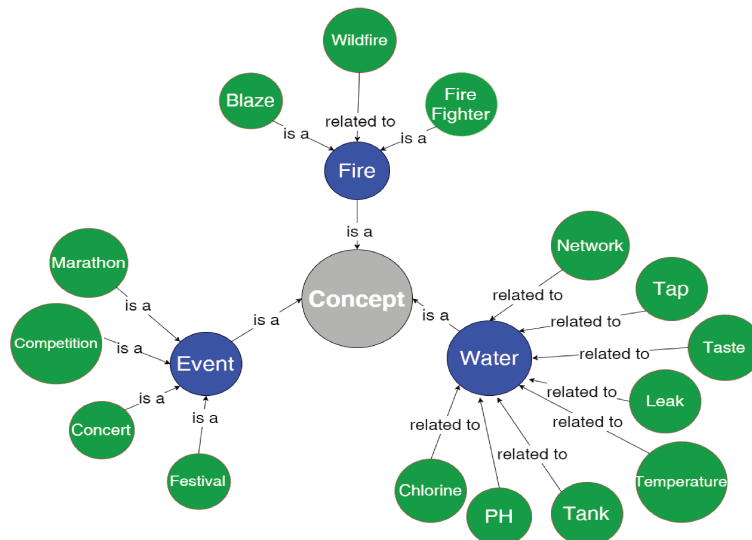 Wildfire
Blaze
Fire
Fighter
related to
is a
is a
Fire
is a
Network
Marathon
Concept
related to
Tap
is a
related to
Competition
is a
is a
is a
Event
Water
related to
Taste
is a
related to
Leak
Concert
is a
related to
related to
related to
Festival
Chlorine
Temperature
PH
Tank